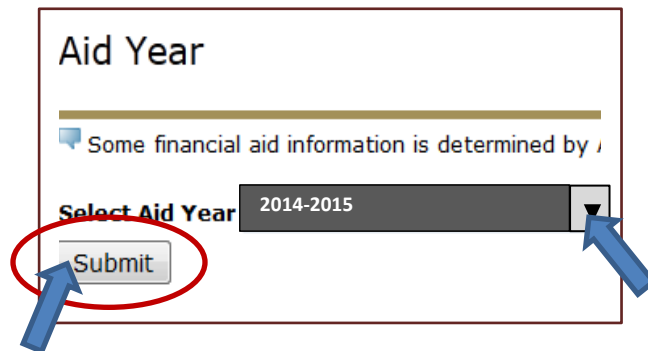 Aid Year
Some financial aid information is determined by
Select Aid Year 2014-2015
Submit